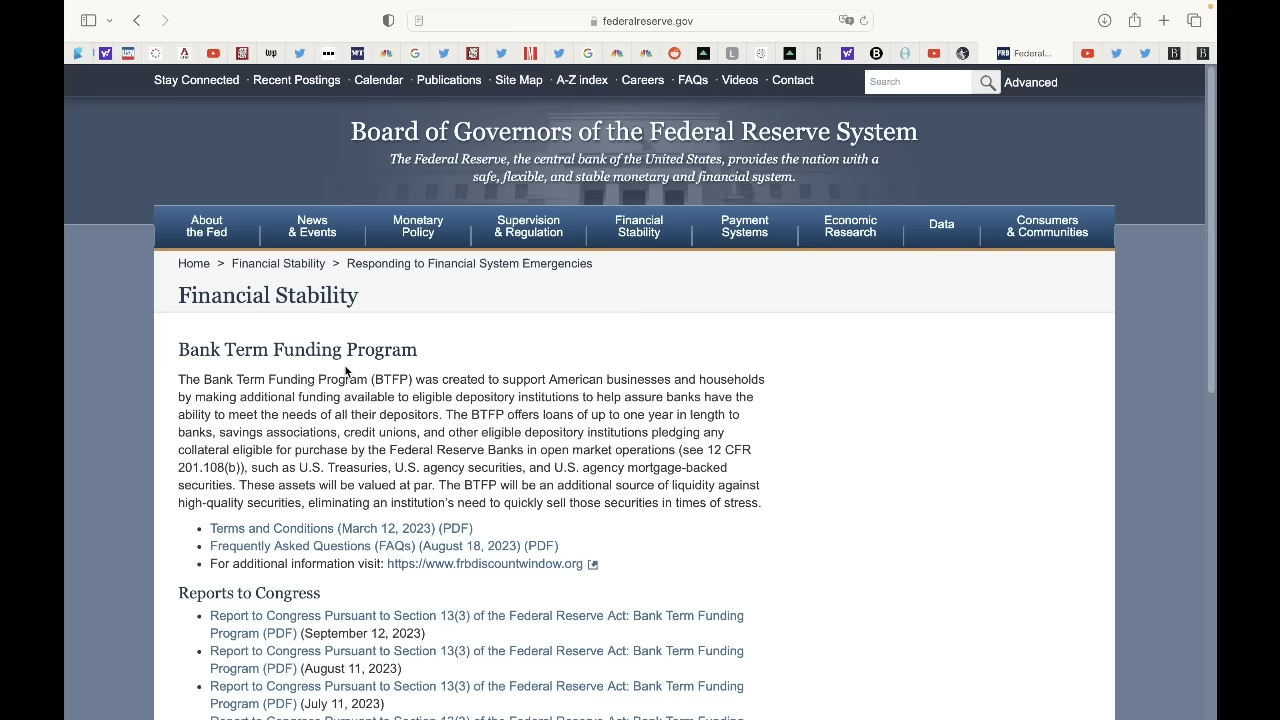 federalreserve.gov
FRB Federal...
Stay Connected · Recent Postings · Calendar · Publications · Site Map · A-Z index · Careers · FAQs · Videos · Contact
Search
Advanced
Board of Governors of the Federal Reserve System
The Federal Reserve, the central bank of the United States, provides the nation with a
safe, flexible, and stable monetary and financial system.
About
the Fed
News
& Events
Monetary
Policy
Supervision
& Regulation
Financial
Stability
Payment
Systems
Economic
Research
Data
Consumers
& Communities
Home > Financial Stability > Responding to Financial System Emergencies
Financial Stability
Bank Term Funding Program
The Bank Term Funding Program (BTFP) was created to support American businesses and households
by making additional funding available to eligible depository institutions to help assure banks have the
ability to meet the needs of all their depositors. The BTFP offers loans of up to one year in length to
banks, savings associations, credit unions, and other eligible depository institutions pledging any
collateral eligible for purchase by the Federal Reserve Banks in open market operations (see 12 CFR
201.108(b)), such as U.S. Treasuries, U.S. agency securities, and U.S. agency mortgage-backed
securities. These assets will be valued at par. The BTFP will be an additional source of liquidity against
high-quality securities, eliminating an institution's need to quickly sell those securities in times of stress.
• Terms and Conditions (March 12, 2023) (PDF)
• Frequently Asked Questions (FAQs) (August 18, 2023) (PDF)
• For additional information visit: https://www.frbdiscountwindow.org
Reports to Congress
• Report to Congress Pursuant to Section 13(3) of the Federal Reserve Act: Bank Term Funding
Program (PDF) (September 12, 2023)
• Report to Congress Pursuant to Section 13(3) of the Federal Reserve Act: Bank Term Funding
Program (PDF) (August 11, 2023)
• Report to Congress Pursuant to Section 13(3) of the Federal Reserve Act: Bank Term Funding
Program (PDF) (July 11, 2023)